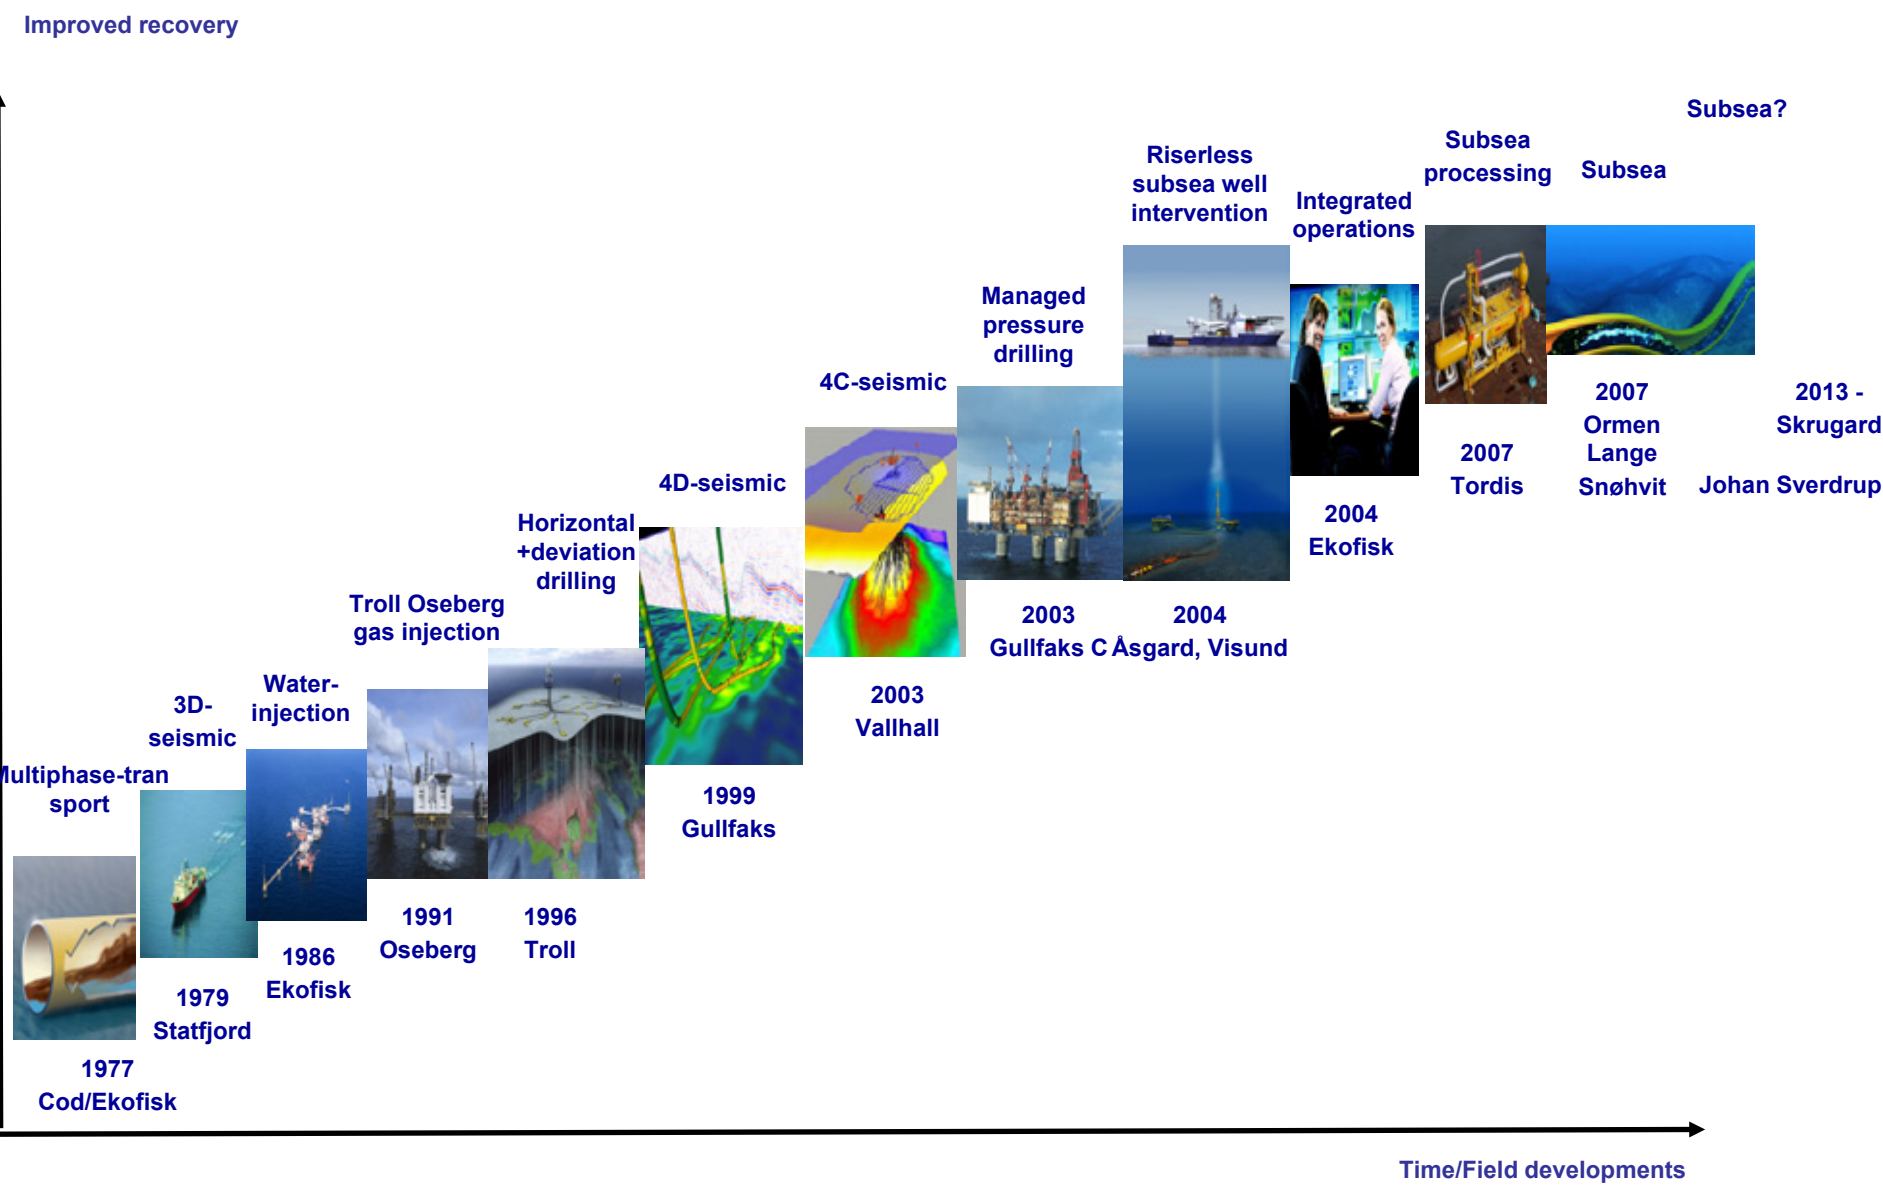 Improved recovery
Multiphase-tran
sport
1977
Cod/Ekofisk
3D-
seismic
1979
Statfjord
Water-
injection
1986
Ekofisk
Troll Oseberg
gas injection
1991
Oseberg
Horizontal
+deviation
drilling
1996
Troll
4D-seismic
1999
Gullfaks
4C-seismic
2003
Vallhall
Managed
pressure
drilling
2003
Gullfaks C
Riserless
subsea well
intervention
2004
Åsgard, Visund
Integrated
operations
2004
Ekofisk
Subsea
processing
2007
Tordis
Subsea
2007
Ormen
Lange
Snøhvit
Subsea?
2013 -
Skrugard
Johan Sverdrup
Time/Field developments